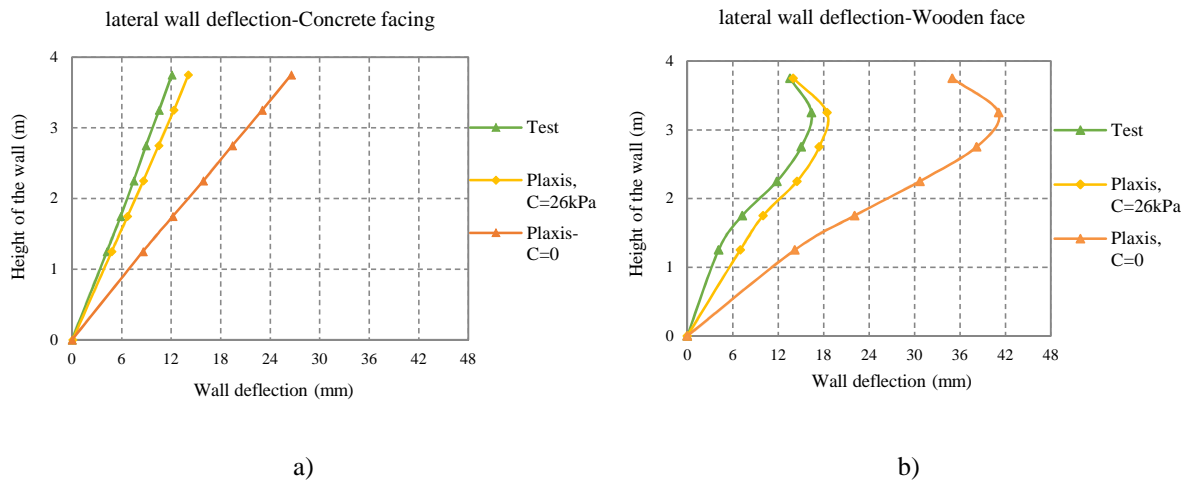 lateral wall deflection-Concrete facing
4
3
2
1
0
0 6 12 18 24 30 36 42 48
Height of the wall (m)
Wall deflection (mm)
Test
Plaxis,
C=26kPa
Plaxis-
C=0
a)
lateral wall deflection-Wooden face
4
3
2
1
0
0 6 12 18 24 30 36 42 48
Height of the wall (m)
Wall deflection (mm)
Test
Plaxis,
C=26kPa
Plaxis,
C=0
b)